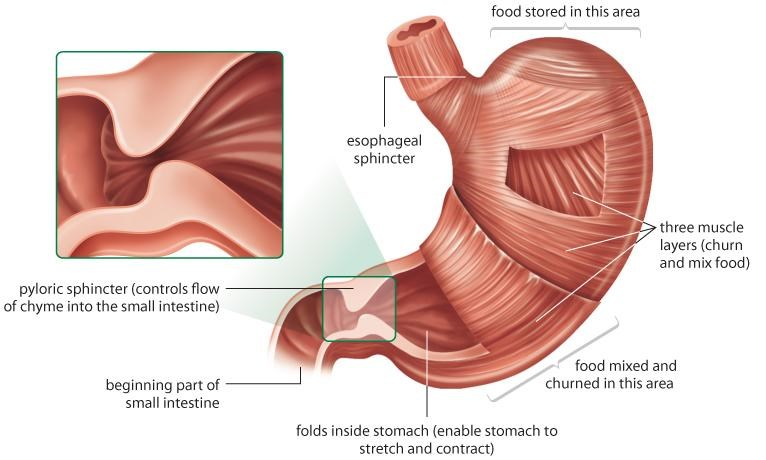 food stored in this area
esophageal
sphincter
three muscle
layers (churn
and mix food)
pyloric sphincter (controls flow
of chyme into the small intestine)
food mixed and
churned in this area
beginning part of
small intestine
folds inside stomach (enable stomach to
stretch and contract)